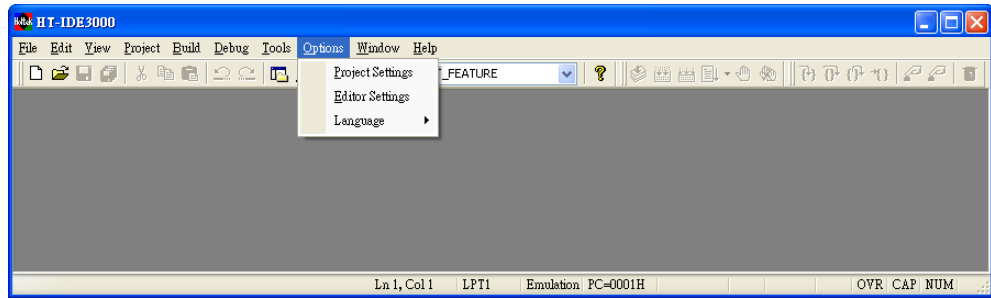 Holtek HT-IDE3000
File Edit View Project Build Debug Tools Options Window Help
_FEATURE
Project Settings
Editor Settings
Language
Ln 1, Col 1 LPT1 Emulation PC=0001H OVR CAP NUM